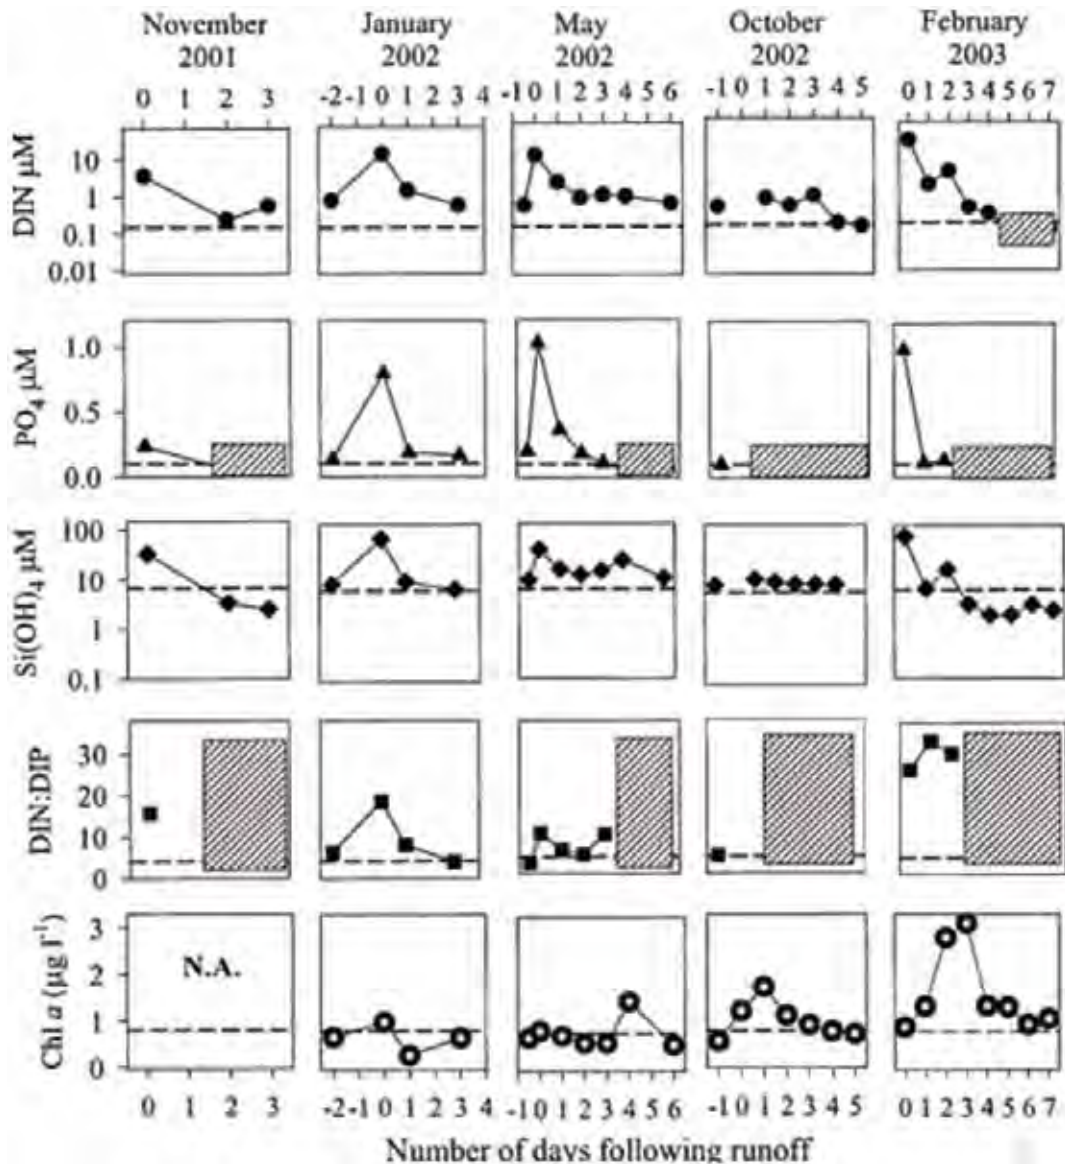 November January May October February
2001 2002 2002 2002 2003
0 1 2 3 -2 -1 0 1 2 3 4 -1 0 1 2 3 4 5 6 -1 0 1 2 3 4 5 0 1 2 3 4 5 6 7
DIN µM
10
1
0.1
0.01
PO4 µM
1.0
0.5
0.0
Si(OH)4 µM
100
10
1
0.1
DIN:DIP
30
20
10
0
Chl a (µg l-1)
3
2
1
0
N.A.
0 1 2 3 -2 -1 0 1 2 3 4 -1 0 1 2 3 4 5 6 -1 0 1 2 3 4 5 0 1 2 3 4 5 6 7
Number of days following runoff